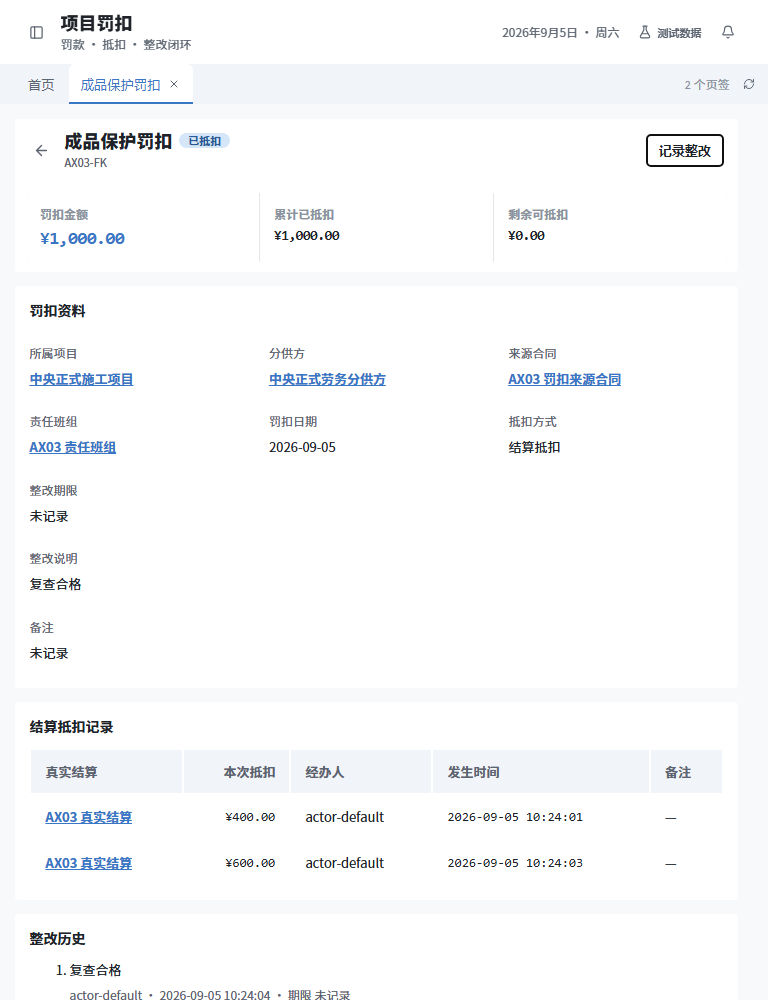 项目罚扣
罚款 • 抵扣 • 整改闭环
2026年9月5日 • 周六
测试数据
首页
成品保护罚扣
2 个页签
成品保护罚扣
已抵扣
AX03-FK
记录整改
罚扣金额
¥1,000.00
累计已抵扣
¥1,000.00
剩余可抵扣
¥0.00
罚扣资料
所属项目
中央正式施工项目
分供方
中央正式劳务分供方
来源合同
AX03 罚扣来源合同
责任班组
AX03 责任班组
罚扣日期
2026-09-05
抵扣方式
结算抵扣
整改期限
未记录
整改说明
复查合格
备注
未记录
结算抵扣记录
真实结算 本次抵扣 经办人 发生时间 备注
AX03 真实结算 ¥400.00 actor-default 2026-09-05 10:24:01 —
AX03 真实结算 ¥600.00 actor-default 2026-09-05 10:24:03 —
整改历史
1. 复查合格
actor-default • 2026-09-05 10:24:04 • 期限 未记录